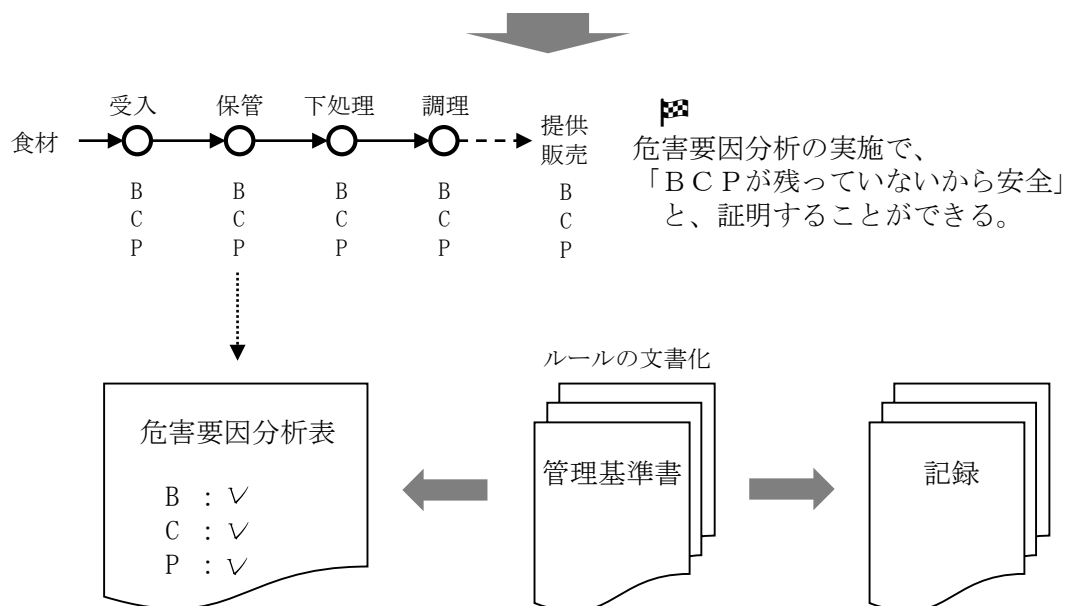 受入 保管 下処理 調理
食材
提供
販売
B B B B B
C C C C C
P P P P P
危害要因分析の実施で、
「ＢＣＰが残っていないから安全」
と、証明することができる。
ルールの文書化
危害要因分析表
B : ✓
C : ✓
P : ✓
管理基準書
記録